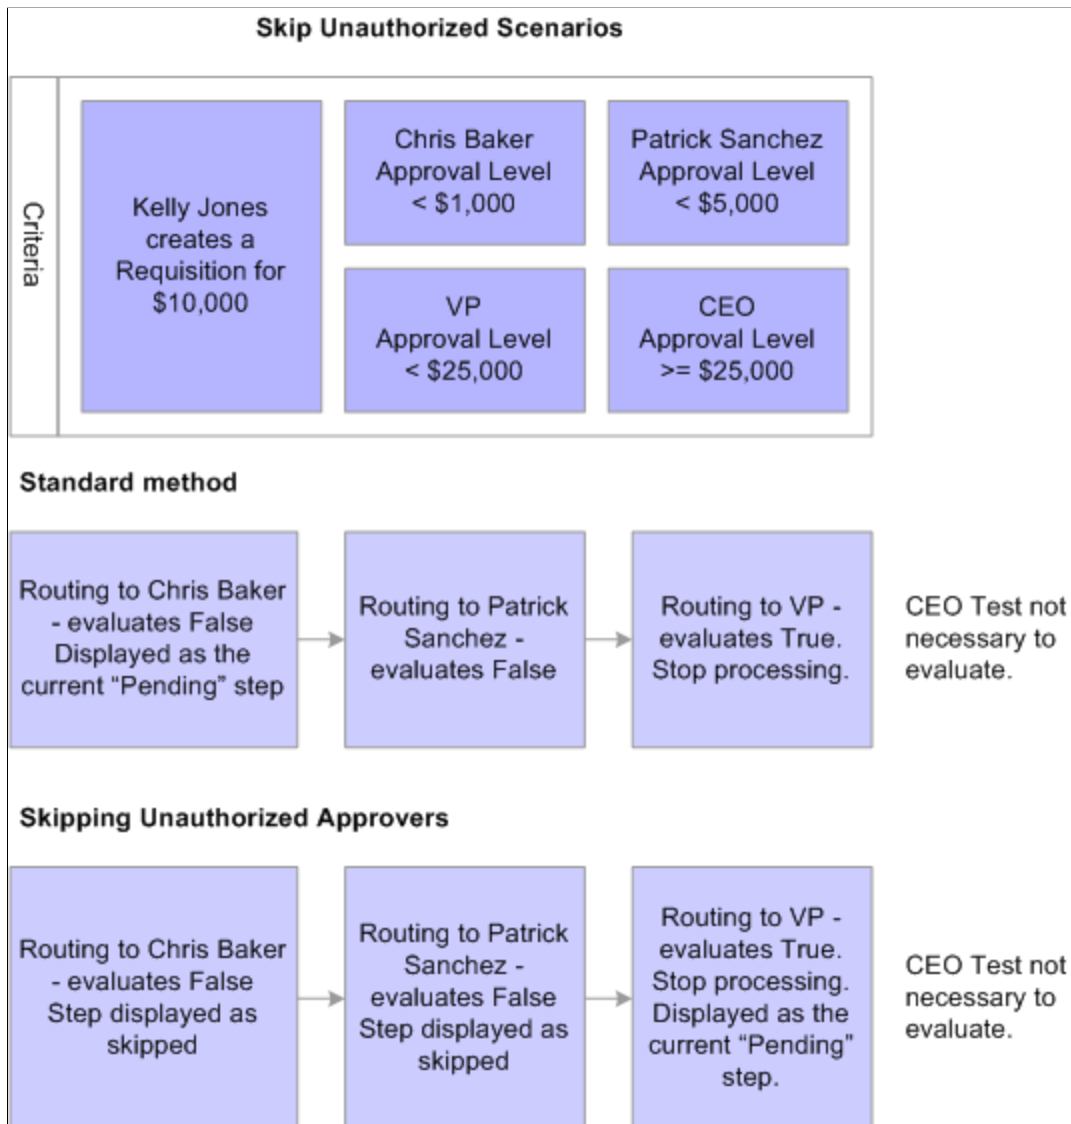 Skip Unauthorized Scenarios
Criteria
Kelly Jones
creates a
Requisition for
$10,000
Chris Baker
Approval Level
< $1,000
Patrick Sanchez
Approval Level
< $5,000
VP
Approval Level
< $25,000
CEO
Approval Level
>= $25,000
Standard method
Routing to Chris Baker
- evaluates False
Displayed as the
current “Pending” step
Routing to Patrick
Sanchez -
evaluates False
Routing to VP -
evaluates True.
Stop processing.
CEO Test not
necessary to
evaluate.
Skipping Unauthorized Approvers
Routing to Chris Baker
- evaluates False
Step displayed as
skipped
Routing to Patrick
Sanchez -
evaluates False
Step displayed as
skipped
Routing to VP -
evaluates True.
Stop processing.
Displayed as the
current “Pending”
step.
CEO Test not
necessary to
evaluate.